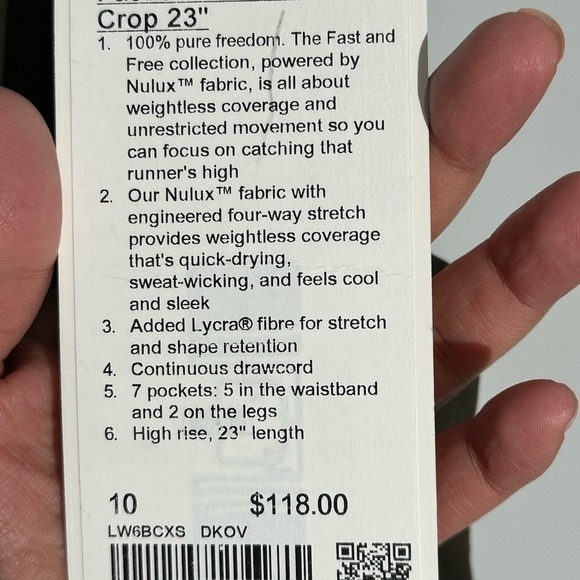 Crop 23"
1. 100% pure freedom. The Fast and
Free collection, powered by
Nulux™ fabric, is all about
weightless coverage and
unrestricted movement so you
can focus on catching that
runner's high
2. Our Nulux™ fabric with
engineered four-way stretch
provides weightless coverage
that's quick-drying,
sweat-wicking, and feels cool
and sleek
3. Added Lycra® fibre for stretch
and shape retention
4. Continuous drawcord
5. 7 pockets: 5 in the waistband
and 2 on the legs
6. High rise, 23" length
10 $118.00
LW6BCXS DKOV